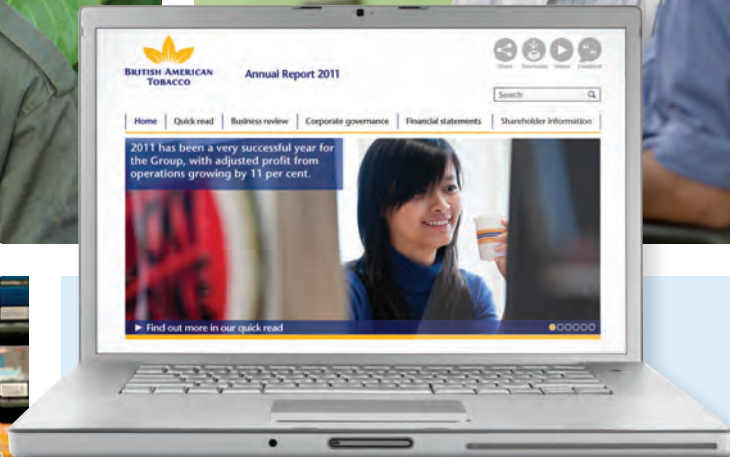 BRITISH AMERICAN
TOBACCO
Annual Report 2011
Share Downloads Viewer Feedback
Search
Home Quick read Business review Corporate governance Financial statements Shareholder information
2011 has been a very successful year for
the Group, with adjusted profit from
operations growing by 11 per cent.
Find out more in our quick read